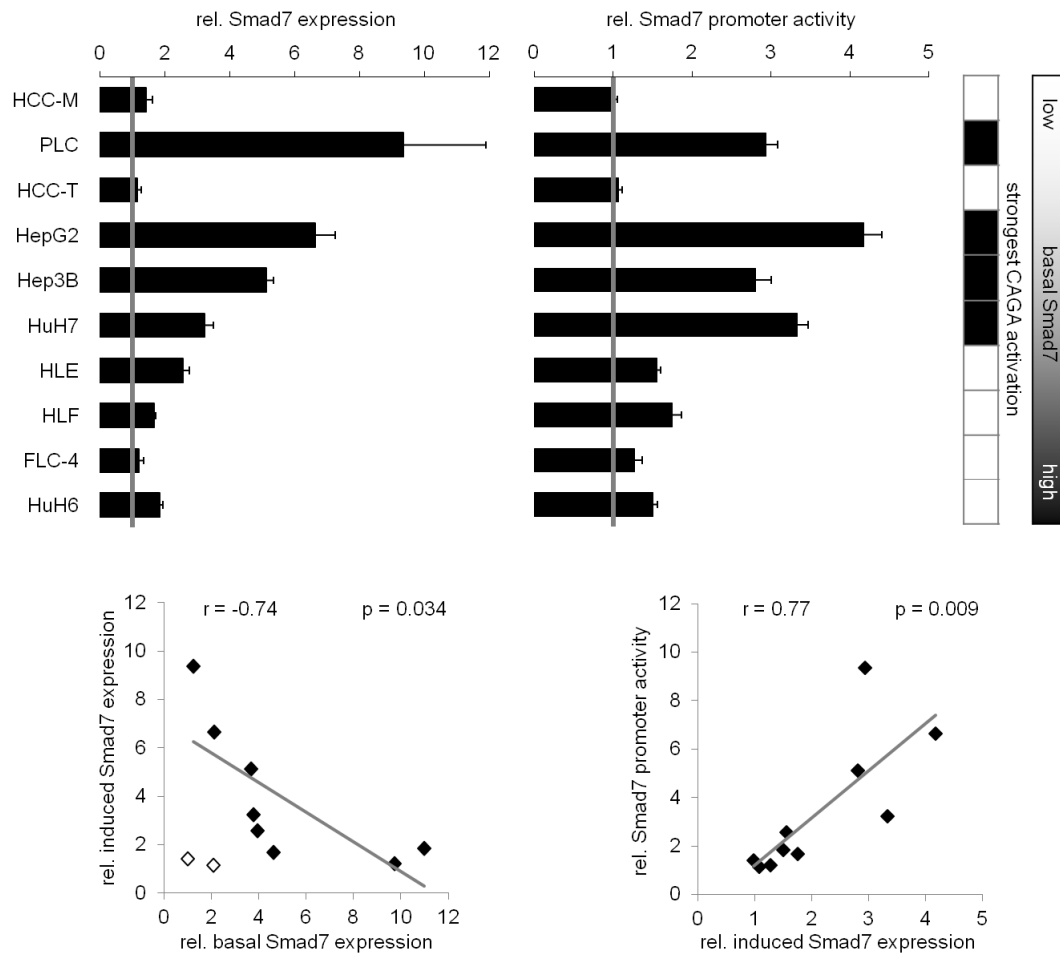 rel. Smad7 expression
rel. Smad7 promoter activity
0 2 4 6 8 10 12
0 1 2 3 4 5
HCC-M
PLC
HCC-T
HepG2
Hep3B
HuH7
HLE
HLF
FLC-4
HuH6
strongest CAGA activation
low
basal Smad7
high
r = -0.74
p = 0.034
rel. induced Smad7 expression
12
10
8
6
4
2
0
0 2 4 6 8 10 12
rel. basal Smad7 expression
r = 0.77
p = 0.009
rel. Smad7 promoter activity
12
10
8
6
4
2
0
0 1 2 3 4 5
rel. induced Smad7 expression